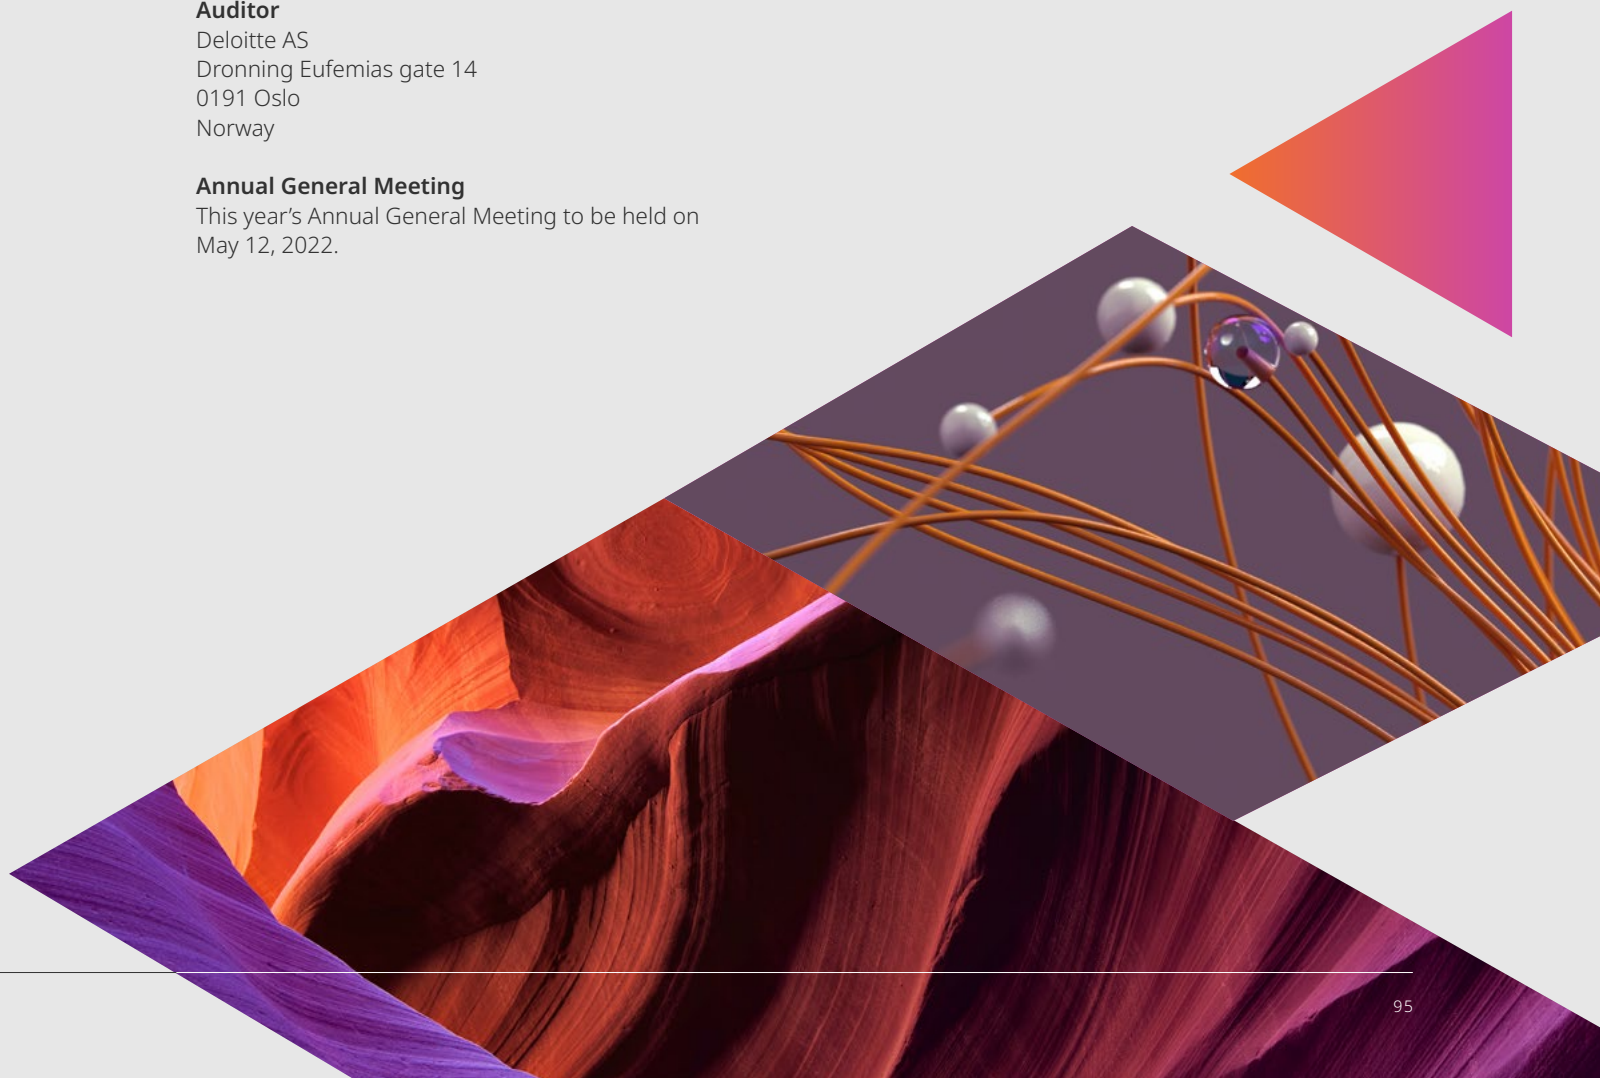 Auditor
Deloitte AS
Dronning Eufemias gate 14
0191 Oslo
Norway
Annual General Meeting
This year’s Annual General Meeting to be held on
May 12, 2022.
95